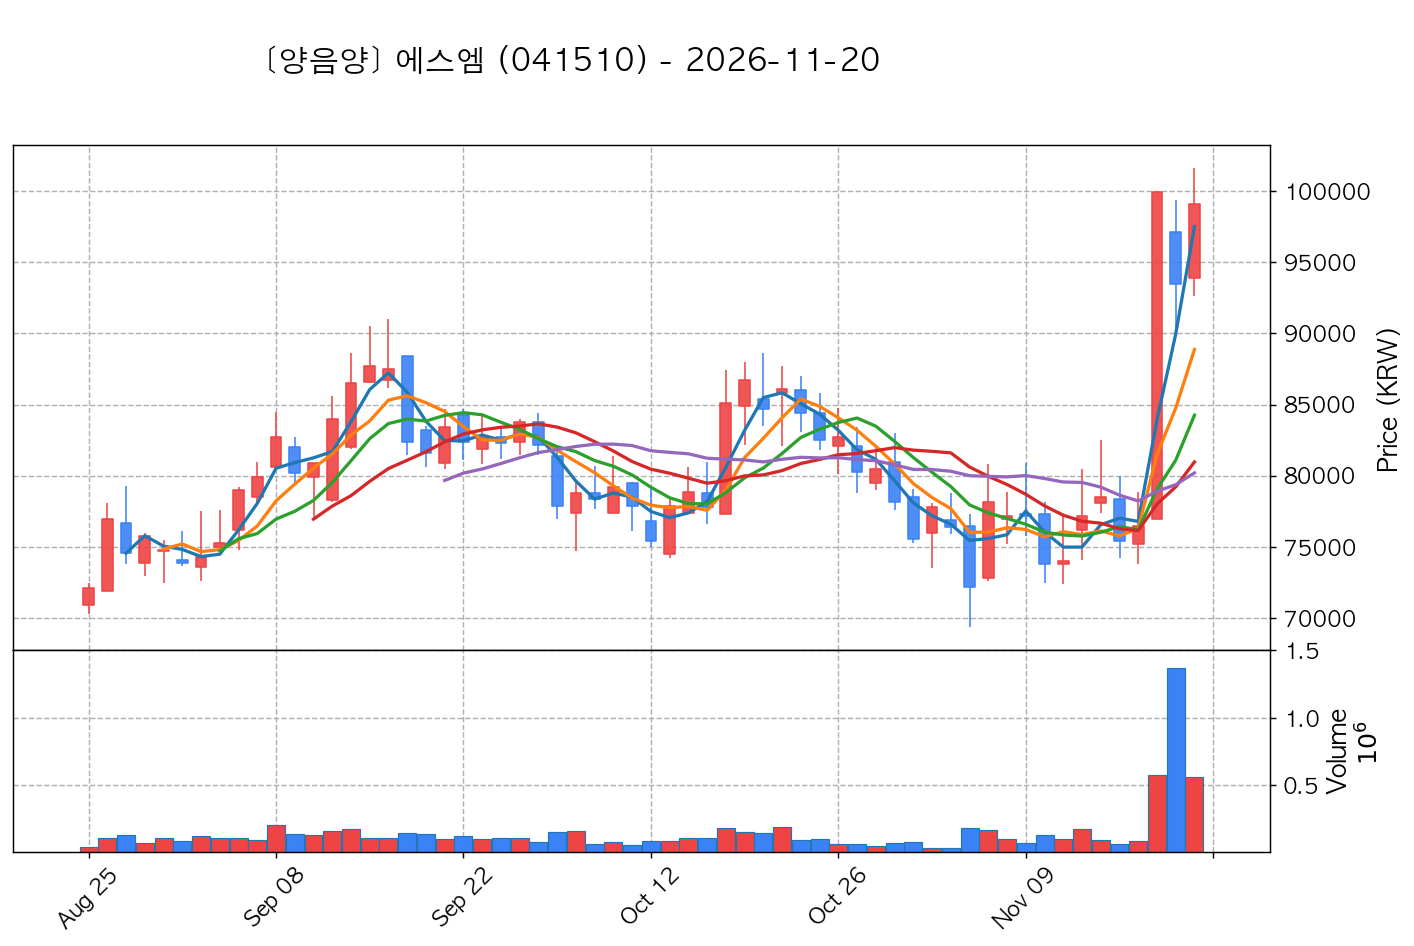 [양음양] 에스엠 (041510) - 2026-11-20
100000
95000
90000
85000
80000
75000
70000
Price (KRW)
1.5
1.0
0.5
Volume
10^6
Aug 25
Sep 08
Sep 22
Oct 12
Oct 26
Nov 09